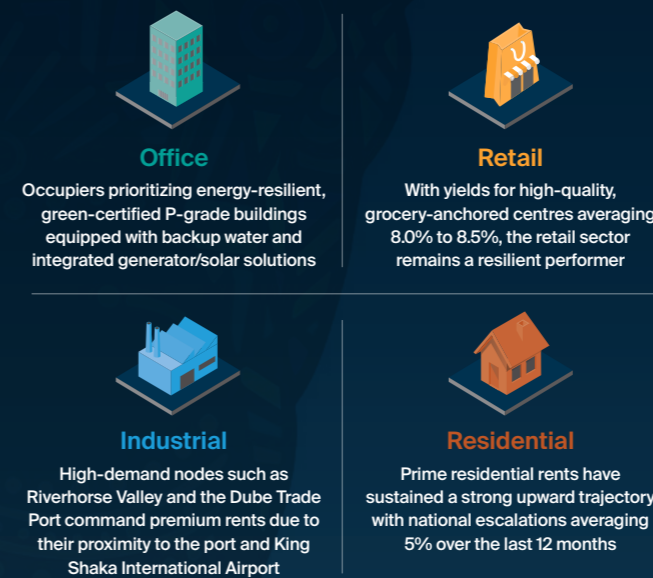 Office
Occupiers prioritizing energy-resilient,
green-certified P-grade buildings
equipped with backup water and
integrated generator/solar solutions
Retail
With yields for high-quality,
grocery-anchored centres averaging
8.0% to 8.5%, the retail sector
remains a resilient performer
Industrial
High-demand nodes such as
Riverhorse Valley and the Dube Trade
Port command premium rents due to
their proximity to the port and King
Shaka International Airport
Residential
Prime residential rents have
sustained a strong upward trajectory
with national escalations averaging
5% over the last 12 months